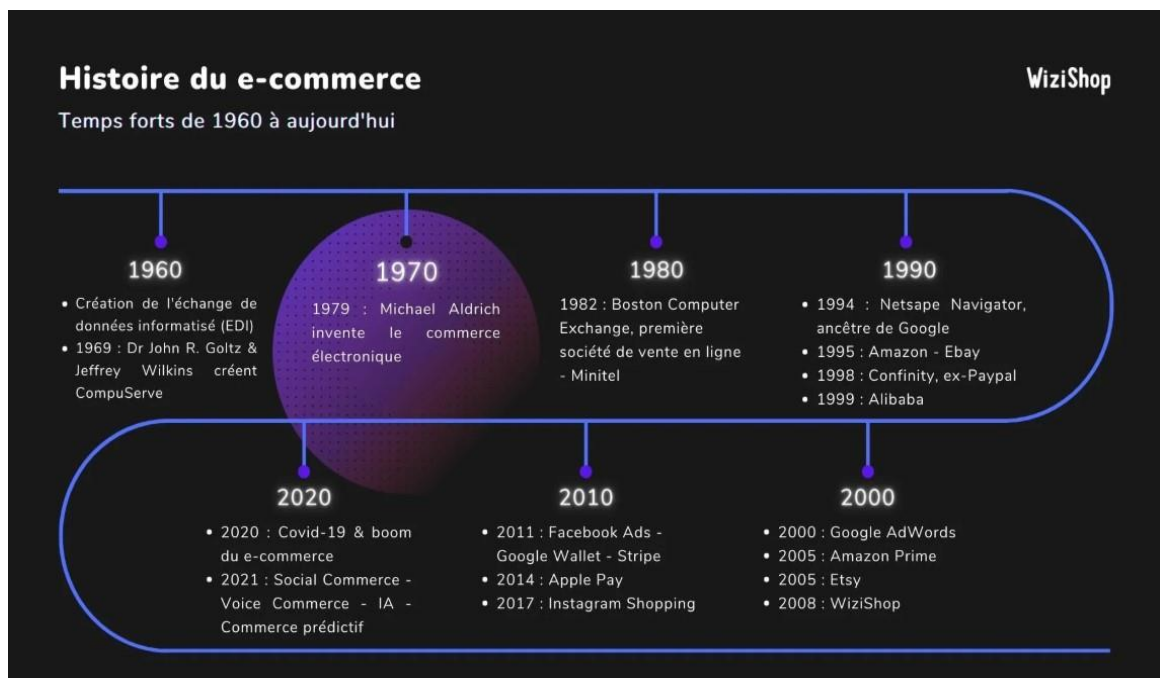 Histoire du e-commerce
WiziShop
Temps forts de 1960 à aujourd'hui
1960
• Création de l'échange de
données informatisé (EDI)
• 1969 : Dr John R. Goltz &
Jeffrey Wilkins créent
CompuServe
1970
1979 : Michael Aldrich
invente le commerce
électronique
1980
1982 : Boston Computer
Exchange, première
société de vente en ligne
- Minitel
1990
• 1994 : Netsape Navigator,
ancêtre de Google
• 1995 : Amazon - Ebay
• 1998 : Confinity, ex-Paypal
• 1999 : Alibaba
2020
• 2020 : Covid-19 & boom
du e-commerce
• 2021 : Social Commerce -
Voice Commerce - IA -
Commerce prédictif
2010
• 2011 : Facebook Ads -
Google Wallet - Stripe
• 2014 : Apple Pay
• 2017 : Instagram Shopping
2000
• 2000 : Google AdWords
• 2005 : Amazon Prime
• 2005 : Etsy
• 2008 : WiziShop